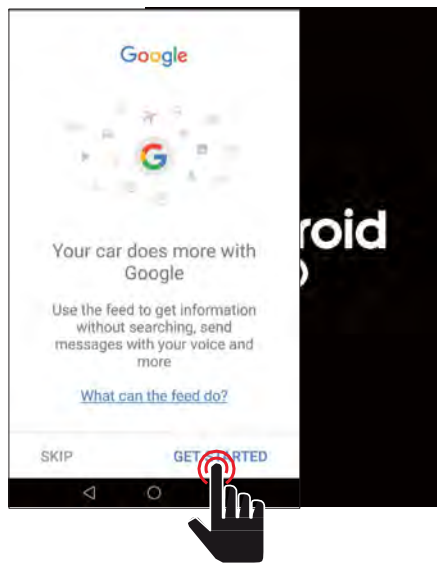 Google
G
Your car does more with
Google
Use the feed to get information
without searching, send
messages with your voice and
more
What can the feed do?
SKIP
roid